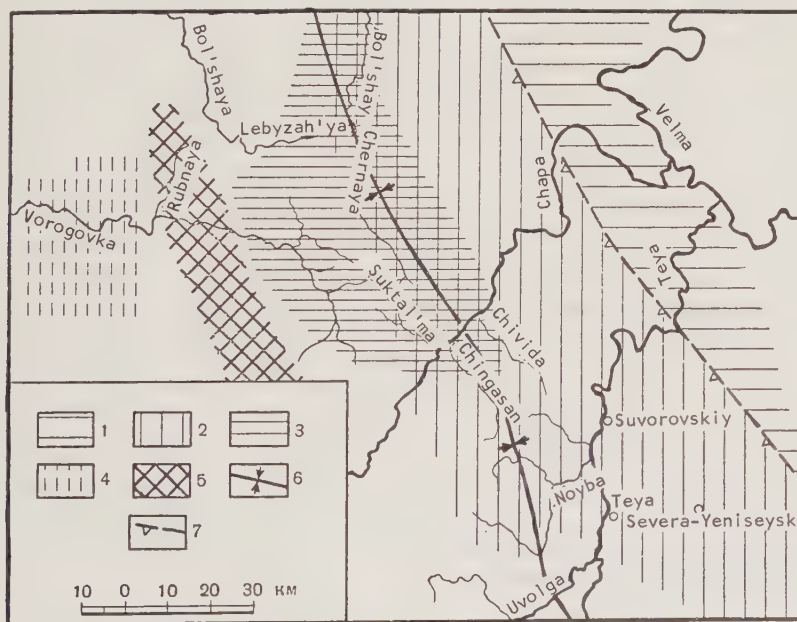 Bol'shaya
Lebyzah'ya
Bol'shay Chernaya
Velma
Chapa
Teya
Rubnaya
Vorogovka
Suktal'ma
Chivida
Chingasan
Suvorovskiy
Noyba
Teya
Severa-Yeniseysk
Uvolga
1
2
3
4
5
6
7
10 0 10 20 30 км